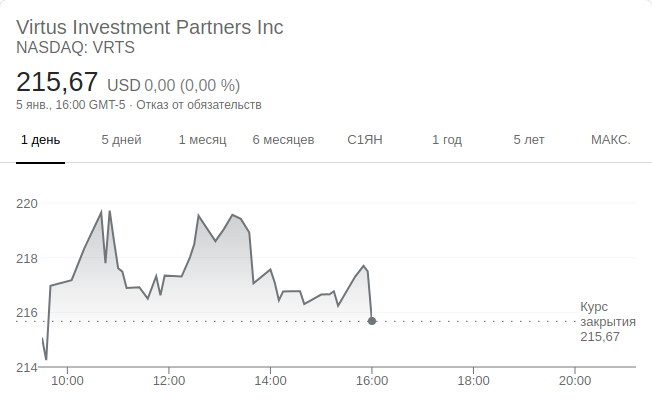 Virtus Investment Partners Inc
NASDAQ: VRTS
215,67 USD 0,00 (0,00 %)
5 янв., 16:00 GMT-5 · Отказ от обязательств
1 день 5 дней 1 месяц 6 месяцев С1ЯН 1 год 5 лет МАКС.
220
218
216
214
Курс
закрытия
215,67
10:00 12:00 14:00 16:00 18:00 20:00